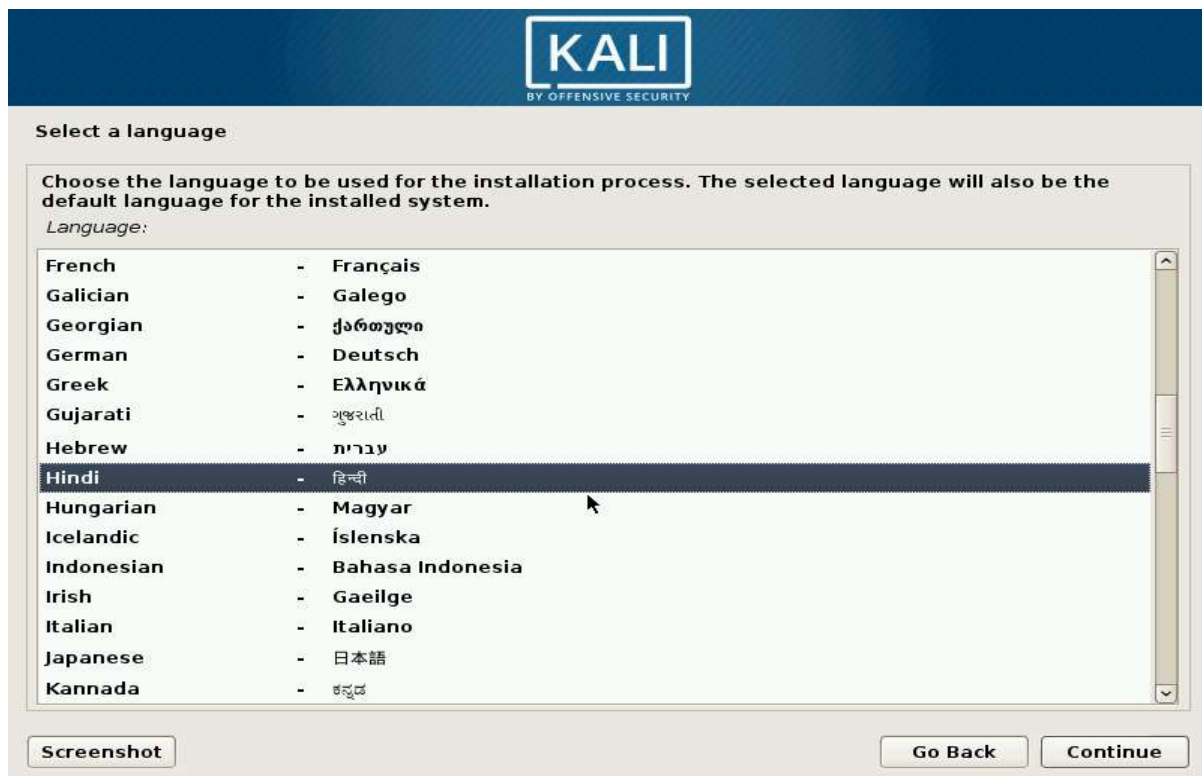 KALI
BY OFFENSIVE SECURITY
Select a language
Choose the language to be used for the installation process. The selected language will also be the
default language for the installed system.
Language:
French - Français
Galician - Galego
Georgian - ქართული
German - Deutsch
Greek - Ελληνικά
Gujarati - ગુજરાતી
Hebrew - עברית
Hindi - हिन्दी
Hungarian - Magyar
Icelandic - Íslenska
Indonesian - Bahasa Indonesia
Irish - Gaeilge
Italian - Italiano
Japanese - 日本語
Kannada - ಕನ್ನಡ
Screenshot Go Back Continue